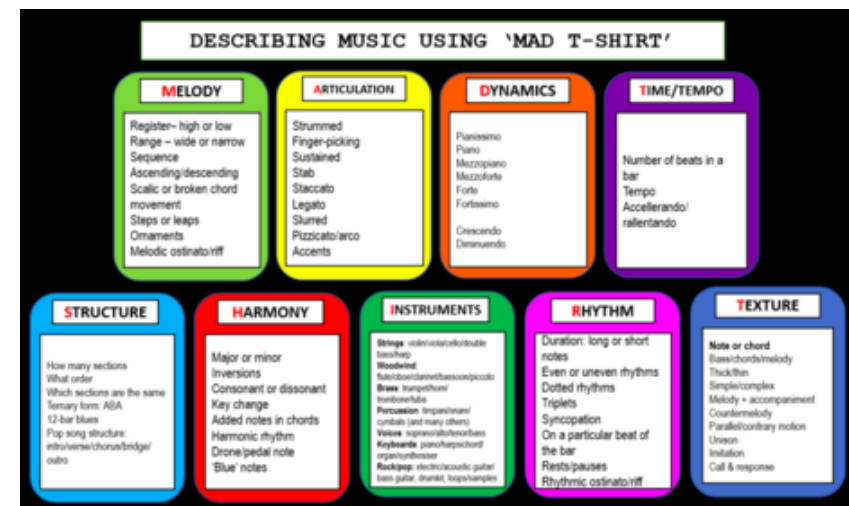 DESCRIBING MUSIC USING ‘MAD T-SHIRT’
MELODY
Register– high or low
Range – wide or narrow
Sequence
Ascending/descending
Scalic or broken chord
movement
Steps or leaps
Ornaments
Melodic ostinato/riff
ARTICULATION
Strummed
Finger-picking
Sustained
Stab
Staccato
Legato
Slurred
Pizzicato/arco
Accents
DYNAMICS
Pianissimo
Piano
Mezzopiano
Mezzoforte
Forte
Fortissimo
Crescendo
Diminuendo
TIME/TEMPO
Number of beats in a
bar
Tempo
Accellerando/
rallentando
STRUCTURE
How many sections
What order
Which sections are the same
Ternary form: ABA
12-bar blues
Pop song structure:
intro/verse/chorus/bridge/
outro
HARMONY
Major or minor
Inversions
Consonant or dissonant
Key change
Added notes in chords
Harmonic rhythm
Drone/pedal note
‘Blue’ notes
INSTRUMENTS
Strings: violin/viola/cello/double
bass/harp
Woodwind:
flute/oboe/clarinet/bassoon/piccolo
Brass: trumpet/horn/
trombone/tuba
Percussion: timpani/snare/
cymbals (and many others)
Voices: soprano/alto/tenor/bass
Keyboards: piano/harpsichord/
organ/synthesiser
Rock/pop: electric/acoustic guitar/
bass guitar, drumkit, loops/samples
RHYTHM
Duration: long or short
notes
Even or uneven rhythms
Dotted rhythms
Triplets
Syncopation
On a particular beat of
the bar
Rests/pauses
Rhythmic ostinato/riff
TEXTURE
Note or chord
Bass/chords/melody
Thick/thin
Simple/complex
Melody + accompaniment
Countermelody
Parallel/contrary motion
Unison
Imitation
Call & response